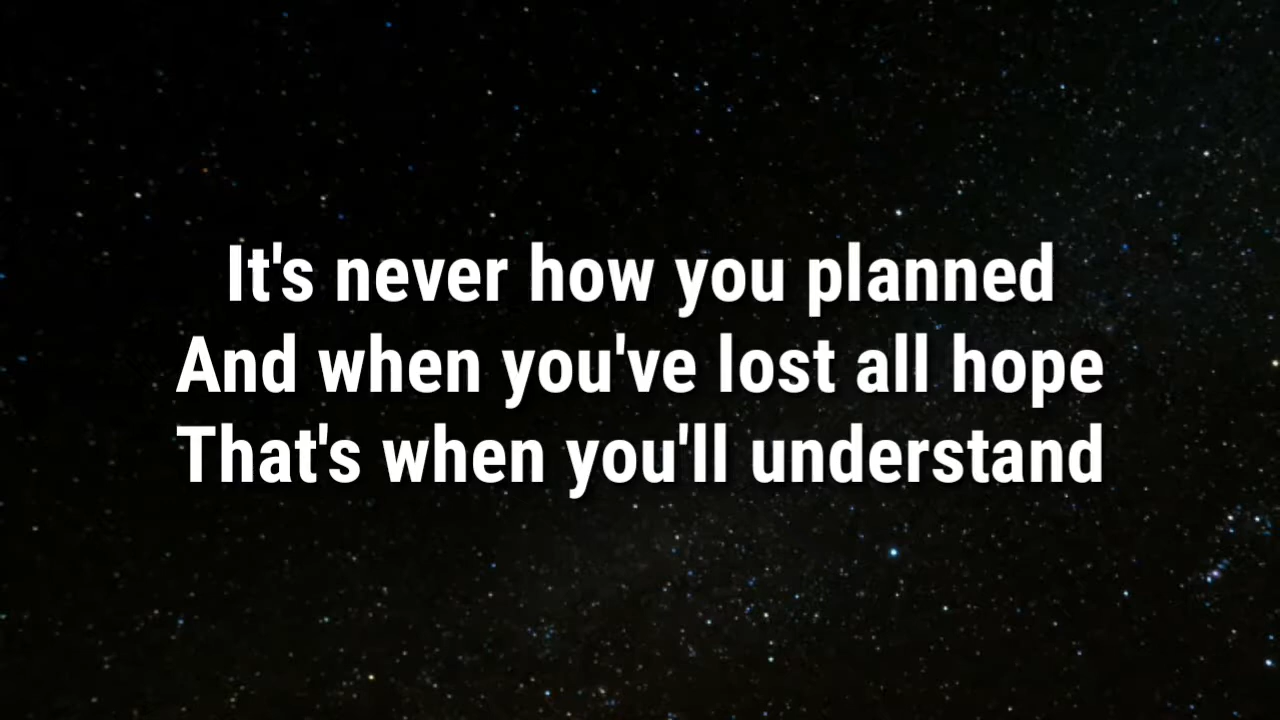 It's never how you planned
And when you've lost all hope
That's when you'll understand